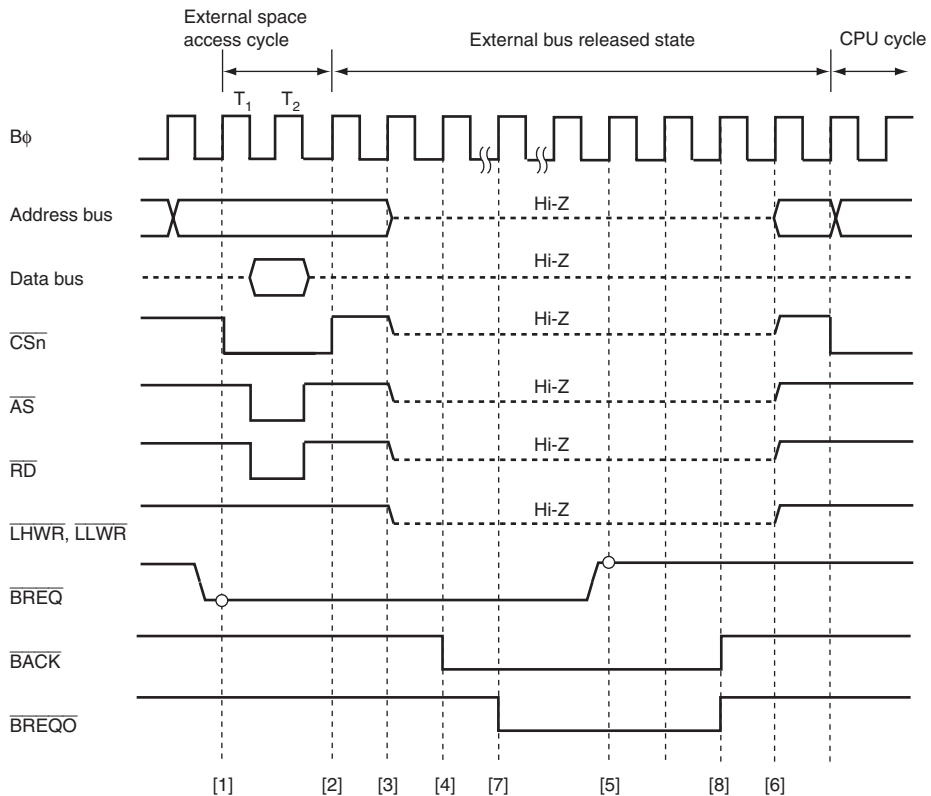 External space
access cycle
External bus released state
CPU cycle
T1 T2
Bϕ
Address bus
Hi-Z
Data bus
Hi-Z
CSn
Hi-Z
AS
Hi-Z
RD
Hi-Z
LHWR, LLWR
Hi-Z
BREQ
BACK
BREQO
[1] [2] [3] [4] [7] [5] [8] [6]